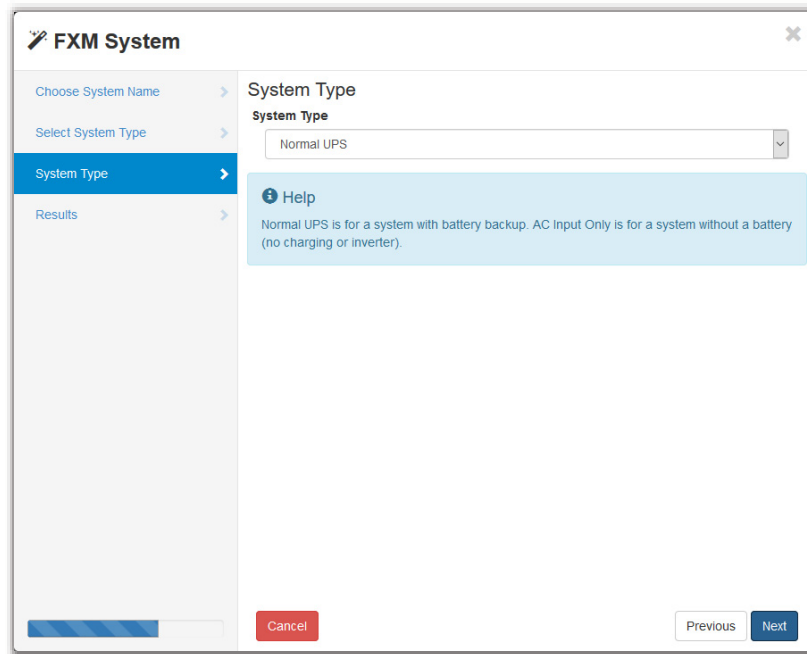 FXM System
Choose System Name
Select System Type
System Type
Results
System Type
System Type
Normal UPS
Help
Normal UPS is for a system with battery backup. AC Input Only is for a system without a battery
(no charging or inverter).
Cancel
Previous
Next